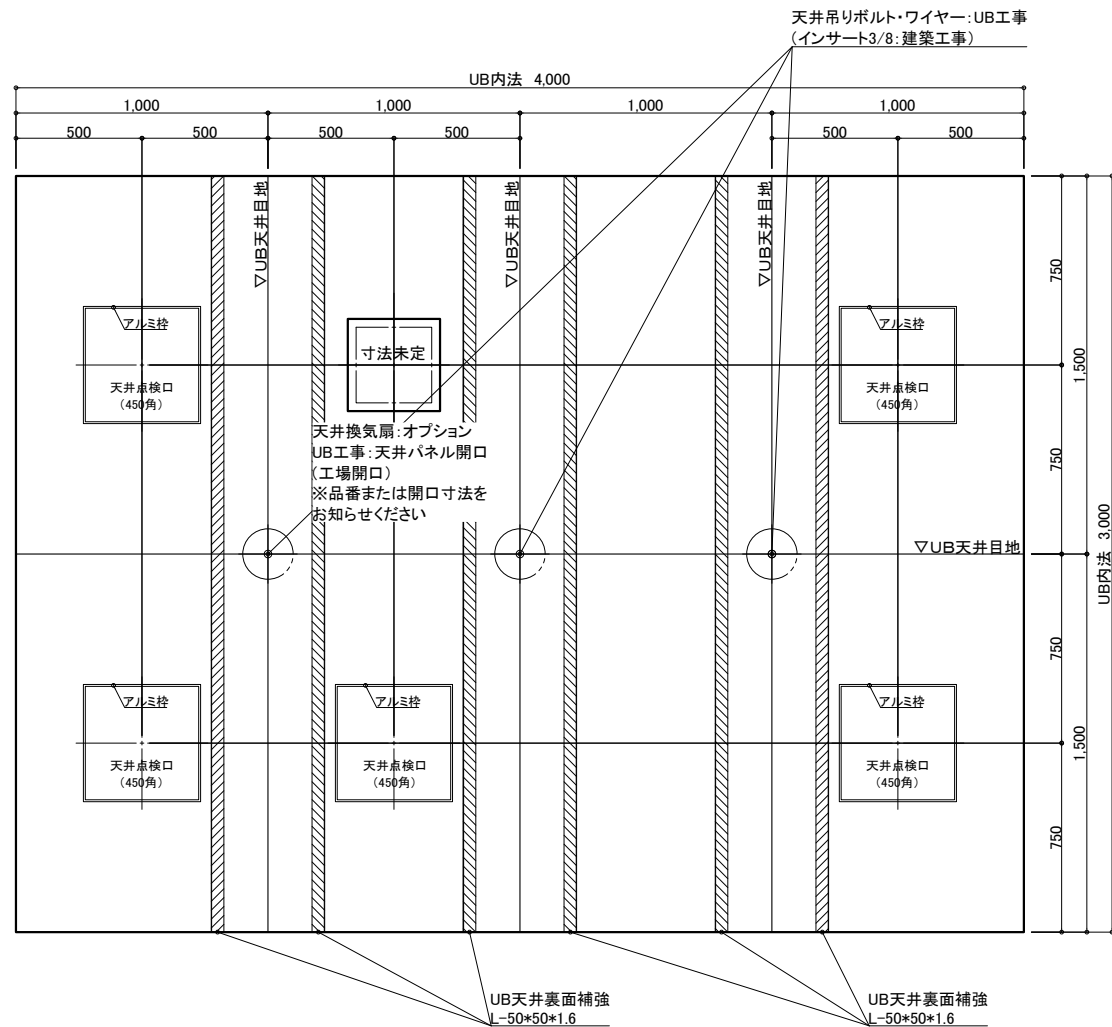 天井吊りボルト・ワイヤー:UB工事
(インサート3/8:建築工事)
UB内法 4,000
1,000
1,000
1,000
1,000
500
500
500
500
500
500
▽UB天井目地
▽UB天井目地
▽UB天井目地
750
アルミ枠
アルミ枠
寸法未定
天井点検口
(450角)
天井点検口
(450角)
1,500
天井換気扇:オプション
UB工事:天井パネル開口
(工場開口)
※品番または開口寸法を
お知らせください
750
▽UB天井目地
UB内法 3,000
750
アルミ枠
アルミ枠
アルミ枠
天井点検口
(450角)
天井点検口
(450角)
天井点検口
(450角)
1,500
750
UB天井裏面補強
L-50*50*1.6
UB天井裏面補強
L-50*50*1.6